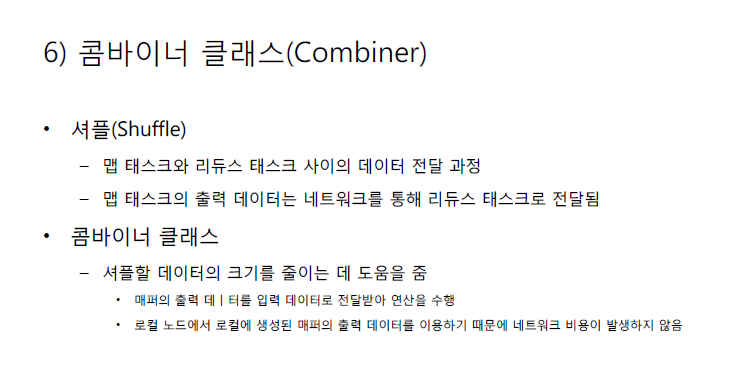 6) 콤바이너 클래스(Combiner)
• 셔플(Shuffle)
– 맵 태스크와 리듀스 태스크 사이의 데이터 전달 과정
– 맵 태스크의 출력 데이터는 네트워크를 통해 리듀스 태스크로 전달됨
• 콤바이너 클래스
– 셔플할 데이터의 크기를 줄이는 데 도움을 줌
• 매퍼의 출력 데ㅣ터를 입력 데이터로 전달받아 연산을 수행
• 로컬 노드에서 로컬에 생성된 매퍼의 출력 데이터를 이용하기 때문에 네트워크 비용이 발생하지 않음